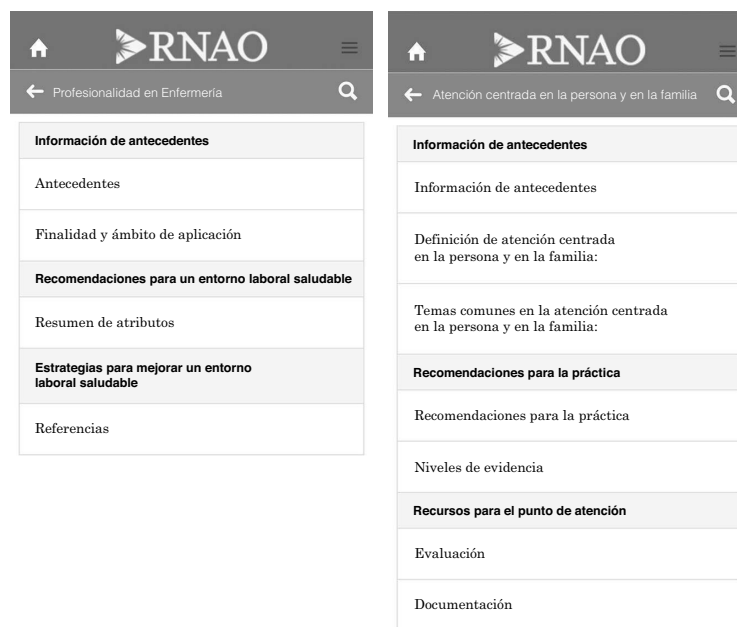 RNAO
Profesionalidad en Enfermería
Información de antecedentes
Antecedentes
Finalidad y ámbito de aplicación
Recomendaciones para un entorno laboral saludable
Resumen de atributos
Estrategias para mejorar un entorno
laboral saludable
Referencias
RNAO
Atención centrada en la persona y en la familia
Información de antecedentes
Información de antecedentes
Definición de atención centrada
en la persona y en la familia:
Temas comunes en la atención centrada
en la persona y en la familia:
Recomendaciones para la práctica
Recomendaciones para la práctica
Niveles de evidencia
Recursos para el punto de atención
Evaluación
Documentación